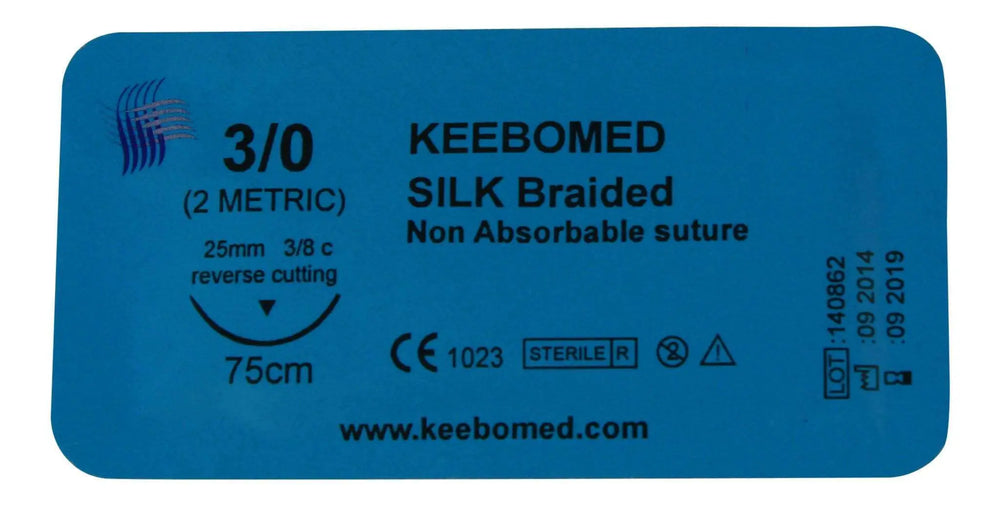 3/0
(2 METRIC)
25mm 3/8 c
reverse cutting
75cm
KEEBOMED
SILK Braided
Non Absorbable suture
CE 1023 STERILE R 2
www.keebomed.com
LOT :140862
:09 2014
:09 2019